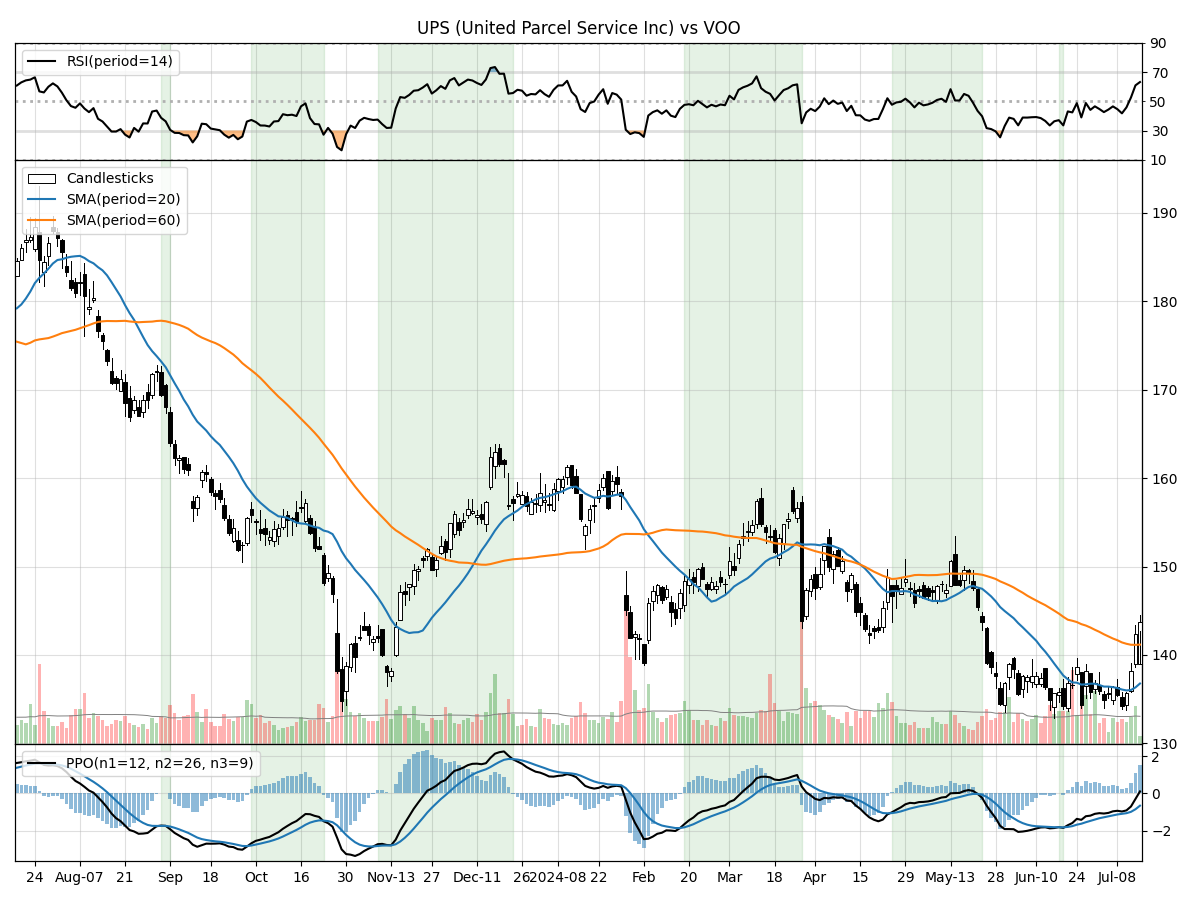 UPS (United Parcel Service Inc) vs VOO
RSI(period=14)
90
70
50
30
10
Candlesticks
SMA(period=20)
SMA(period=60)
190
180
170
160
150
140
130
PPO(n1=12, n2=26, n3=9)
2
0
−2
24 Aug-07 21 Sep 18 Oct 16 30 Nov-13 27 Dec-11 26 2024-08 22 Feb 20 Mar 18 Apr 15 29 May-13 28 Jun-10 24 Jul-08